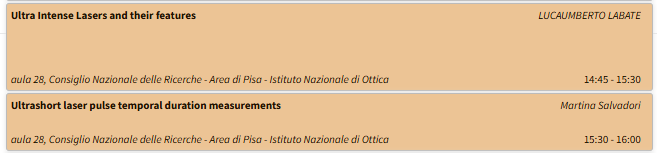 Ultra Intense Lasers and their features LUCAUMBERTO LABATE
aula 28, Consiglio Nazionale delle Ricerche - Area di Pisa - Istituto Nazionale di Ottica 14:45 - 15:30
Ultrashort laser pulse temporal duration measurements Martina Salvadori
aula 28, Consiglio Nazionale delle Ricerche - Area di Pisa - Istituto Nazionale di Ottica 15:30 - 16:00